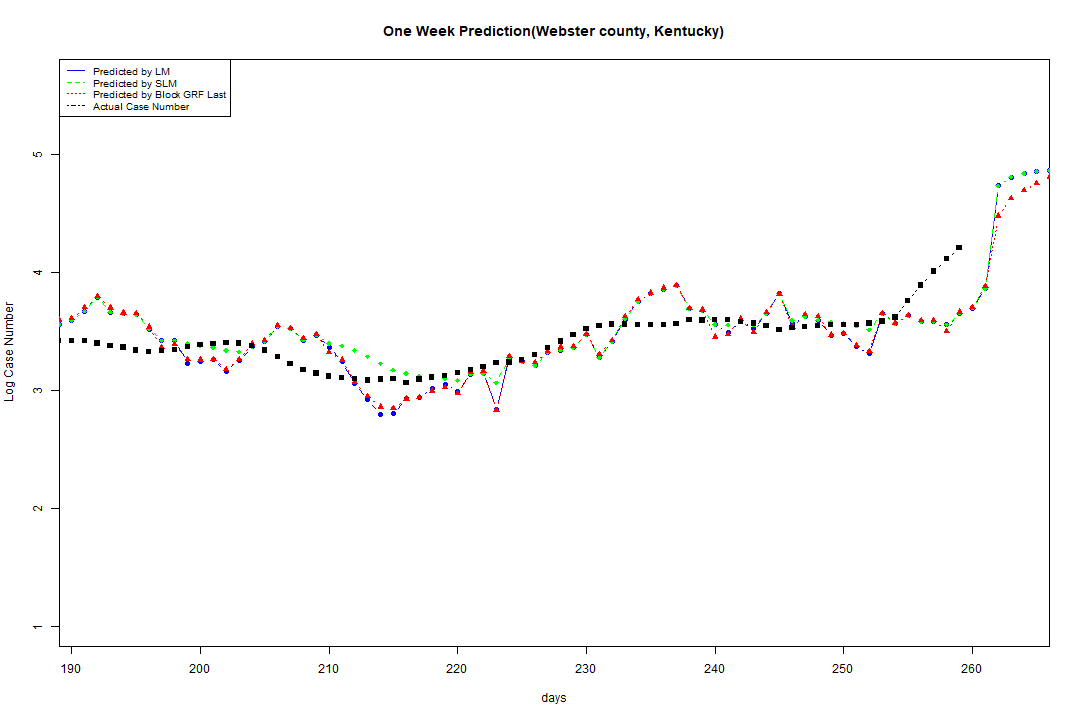 One Week Prediction(Webster county, Kentucky)
Predicted by LM
Predicted by SLM
Predicted by Block GRF Last
Actual Case Number
5
4
3
2
1
Log Case Number
190 200 210 220 230 240 250 260
days